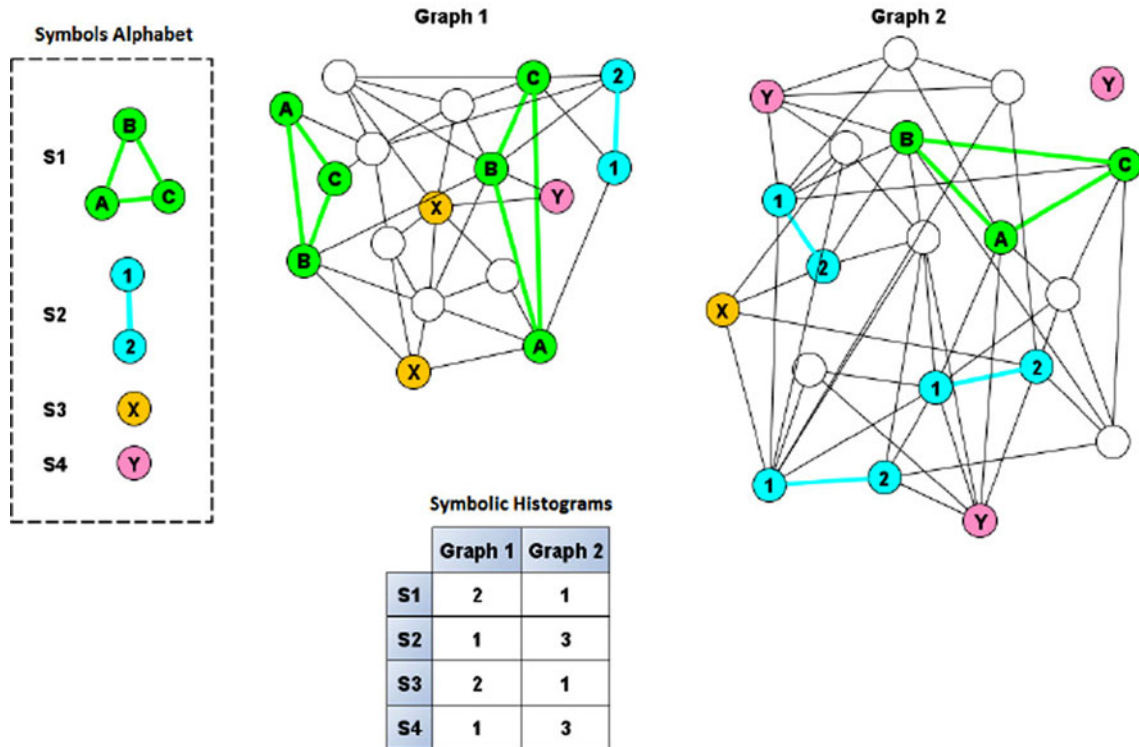 Symbols Alphabet
S1
B
A
C
S2
1
2
S3
X
S4
Y
Graph 1
C
2
A
B
1
C
Y
X
B
A
X
Graph 2
Y
Y
B
C
1
A
2
X
2
1
2
1
Y
Symbolic Histograms
Graph 1 Graph 2
S1 2 1
S2 1 3
S3 2 1
S4 1 3